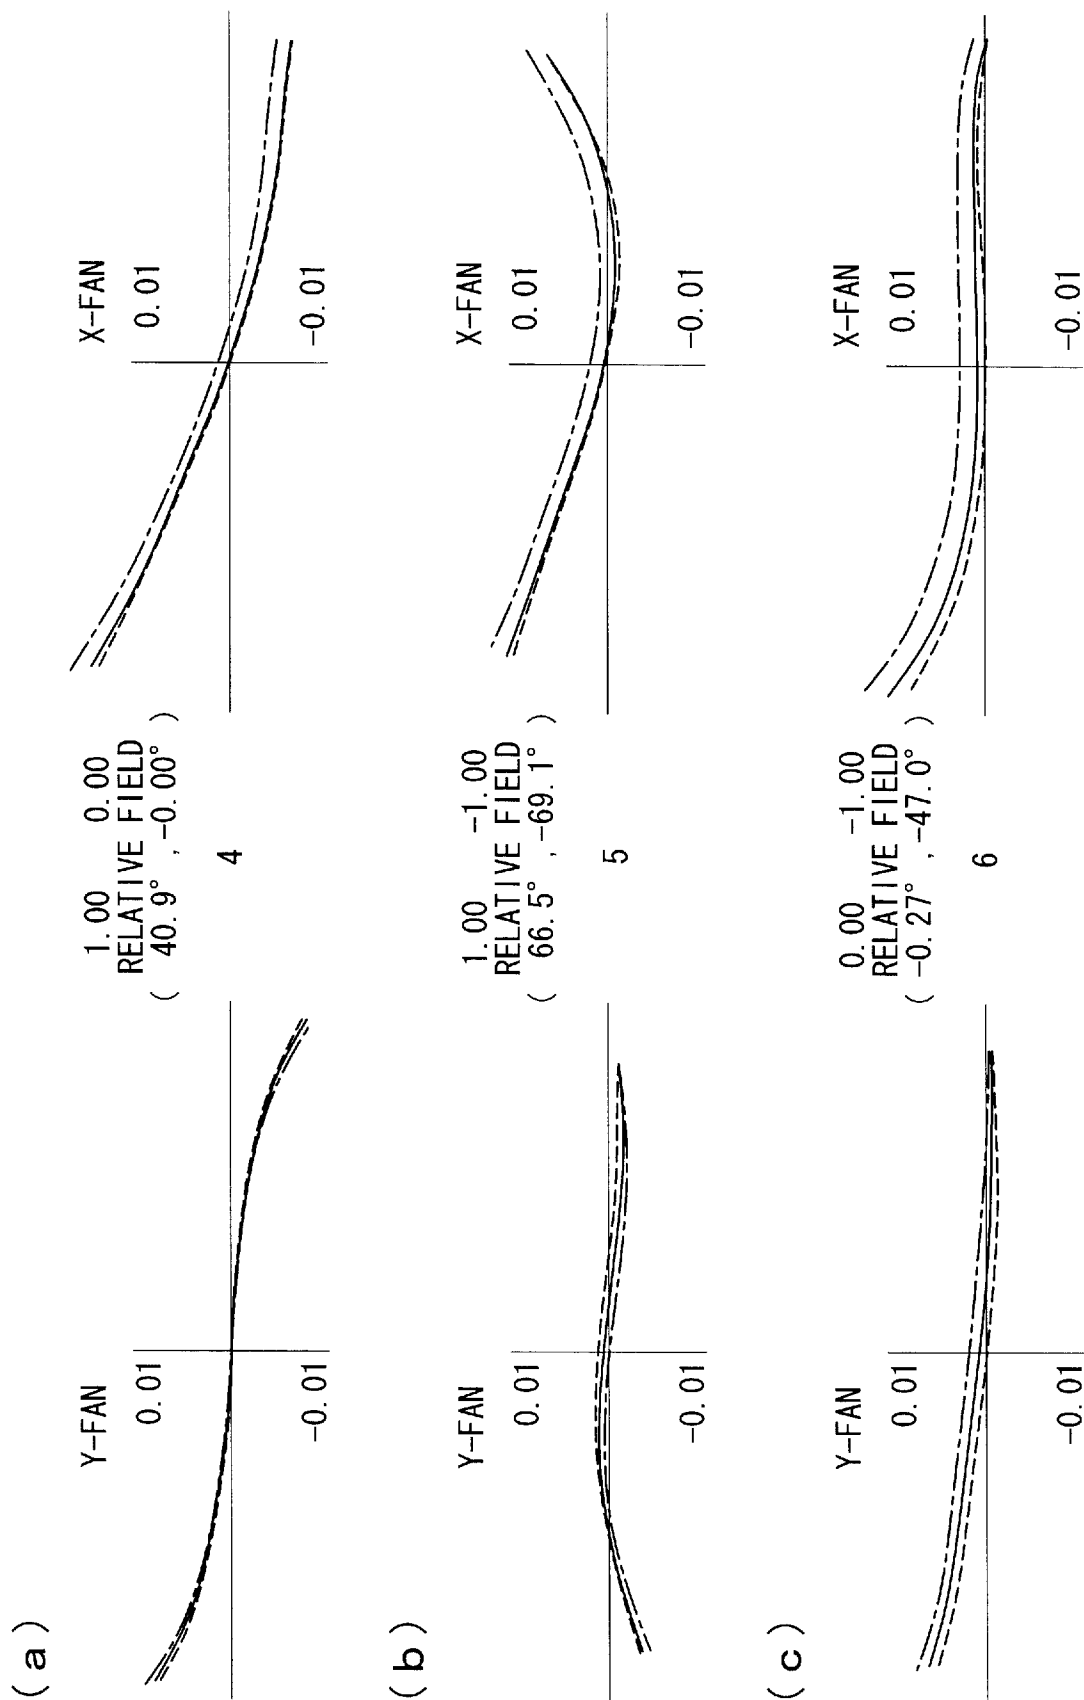 (a)
Y-FAN
0.01
-0.01
1.00 0.00
RELATIVE FIELD
( 40.9° ,-0.00° )
4
X-FAN
0.01
-0.01
(b)
Y-FAN
0.01
-0.01
1.00 -1.00
RELATIVE FIELD
( 66.5° ,-69.1° )
5
X-FAN
0.01
-0.01
(c)
Y-FAN
0.01
-0.01
0.00 -1.00
RELATIVE FIELD
( -0.27° ,-47.0° )
6
X-FAN
0.01
-0.01